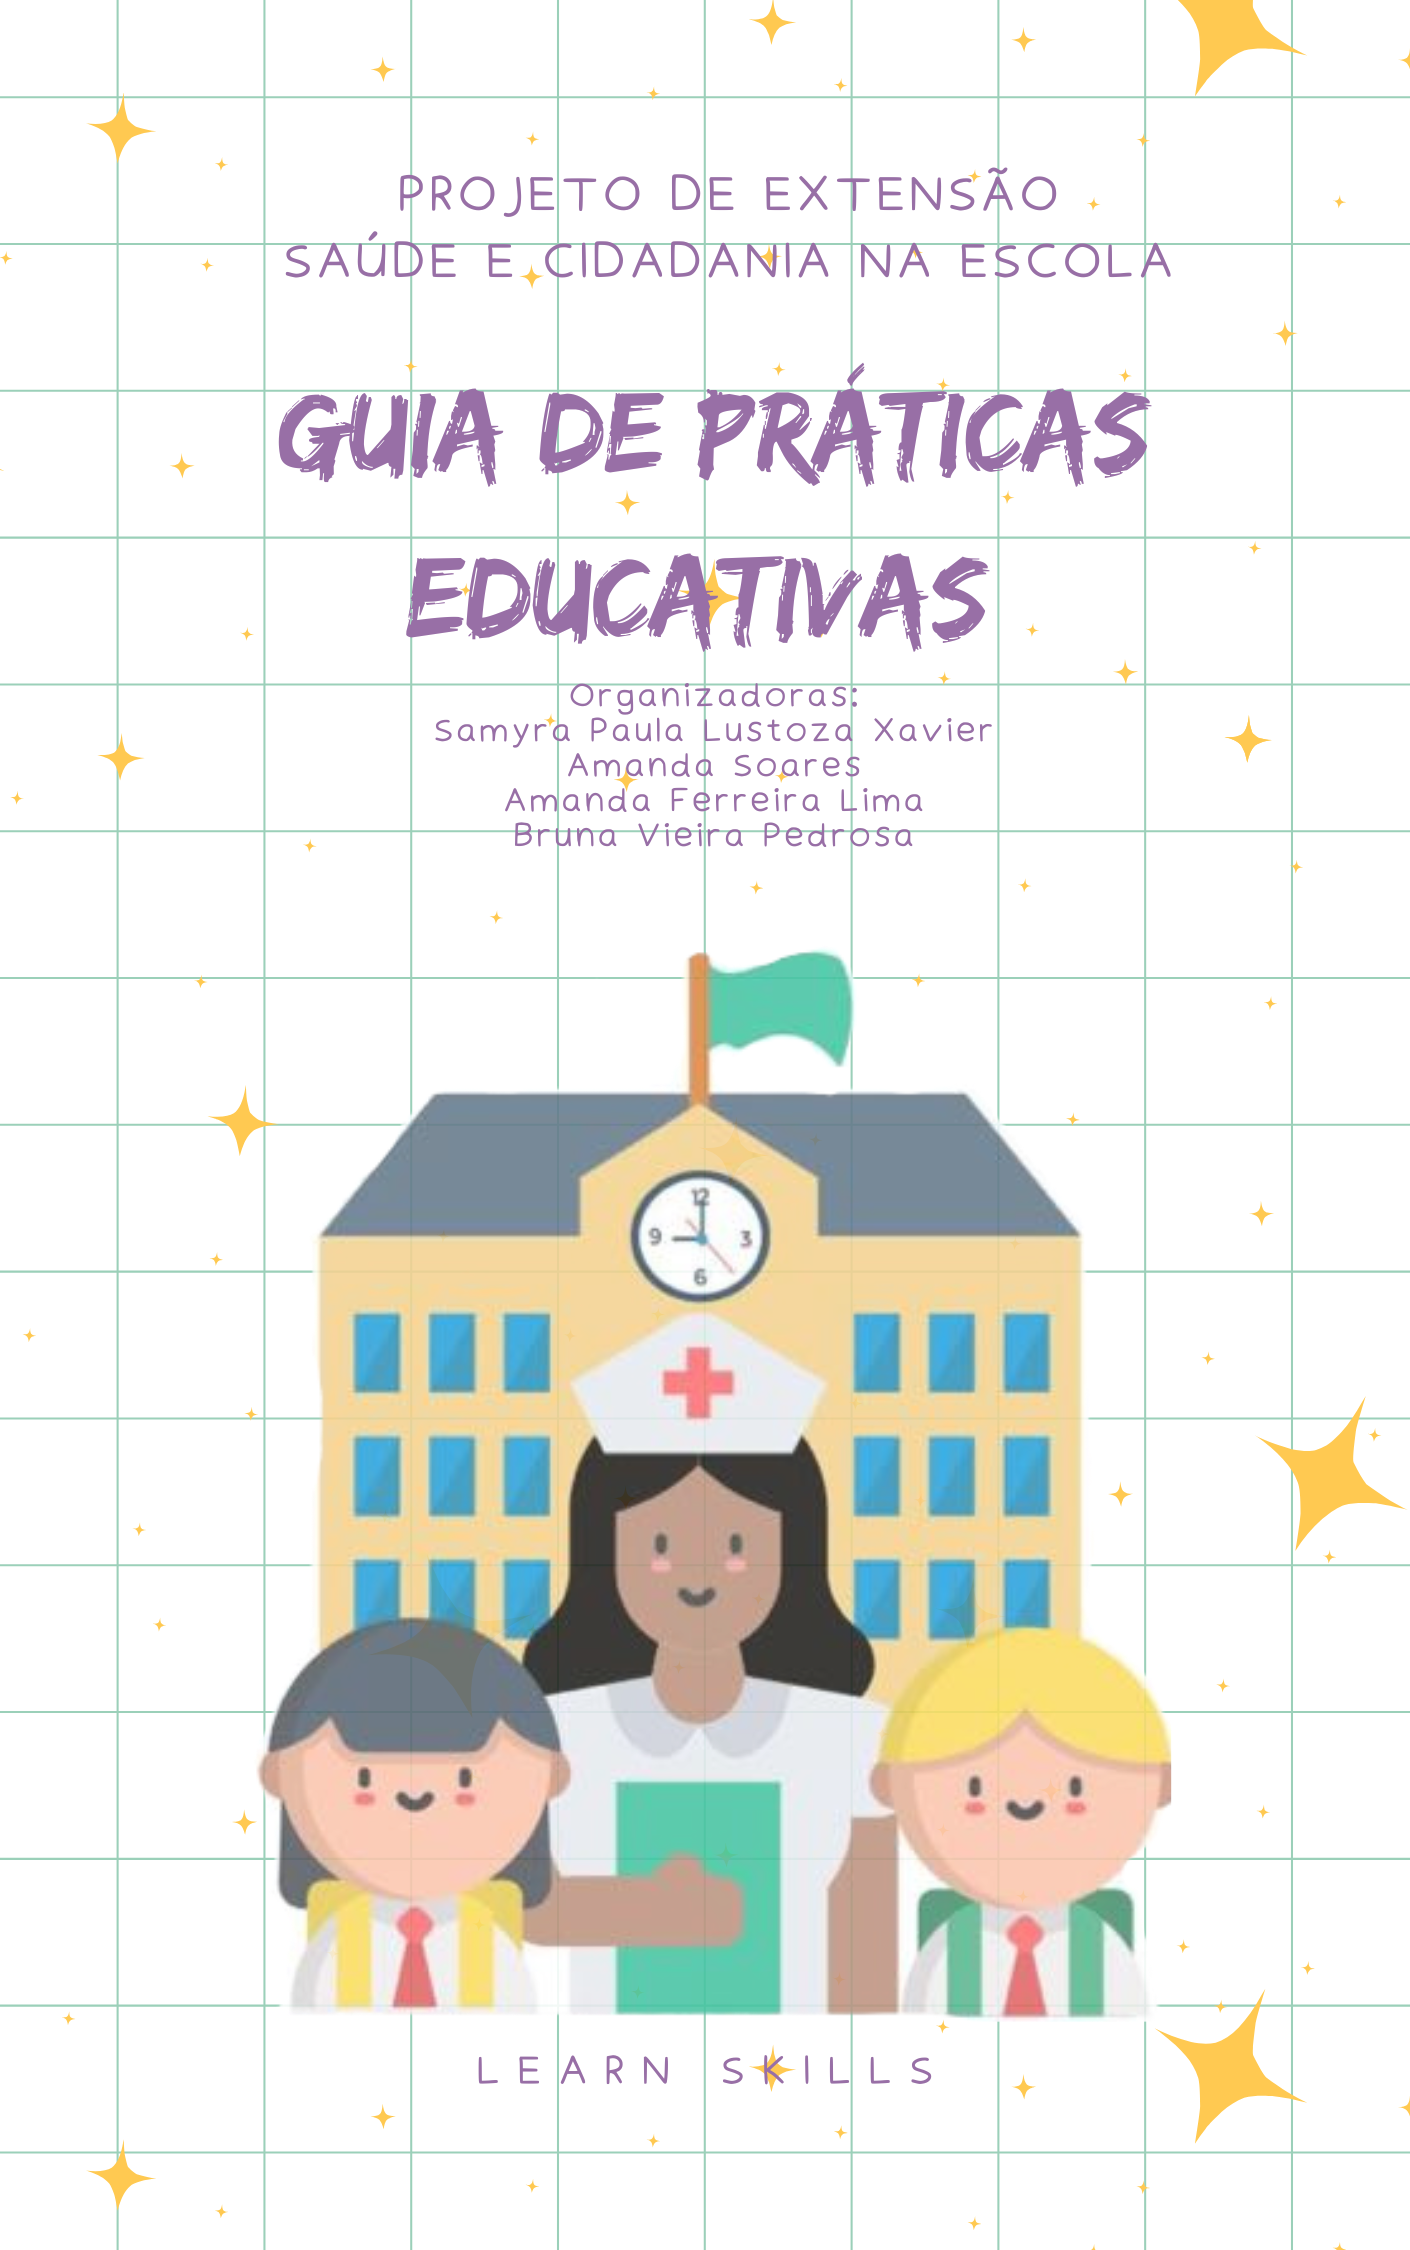 PROJETO DE EXTENSÃO
SAÚDE E CIDADANIA NA ESCOLA
GUIA DE PRÁTICAS
EDUCATIVAS
Organizadoras:
Samyra Paula Lustoza Xavier
Amanda Soares
Amanda Ferreira Lima
Bruna Vieira Pedrosa
12
9 3
6
LEARN SKILLS